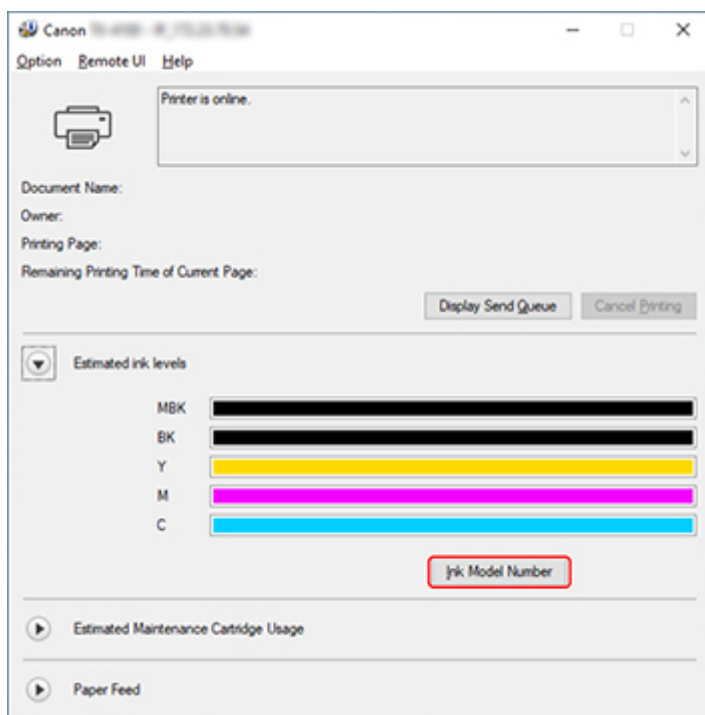 Canon
Option Remote UI Help
Printer is online.
Document Name:
Owner:
Printing Page:
Remaining Printing Time of Current Page:
Display Send Queue Cancel Printing
Estimated ink levels
MBK
BK
Y
M
C
Ink Model Number
Estimated Maintenance Cartridge Usage
Paper Feed